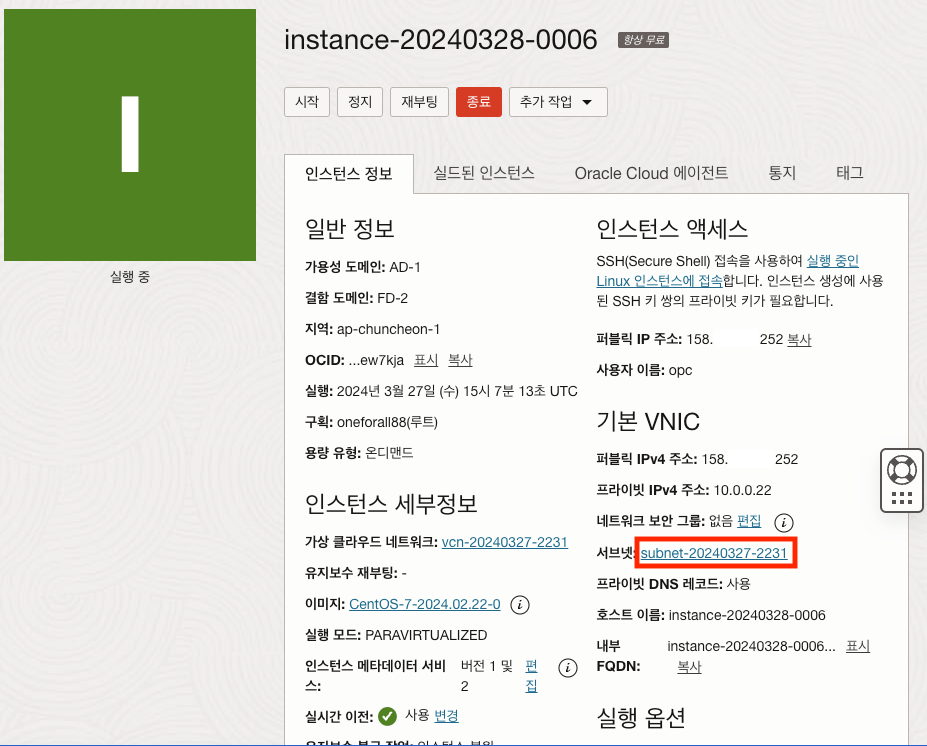 instance-20240328-0006 항상 무료
시작 정지 재부팅 종료 추가 작업
I
실행 중
인스턴스 정보 실드된 인스턴스 Oracle Cloud 에이전트 통지 태그
일반 정보
가용성 도메인: AD-1
결함 도메인: FD-2
지역: ap-chuncheon-1
OCID: ...ew7kja 표시 복사
실행: 2024년 3월 27일 (수) 15시 7분 13초 UTC
구획: oneforall88(루트)
용량 유형: 온디맨드
인스턴스 세부정보
가상 클라우드 네트워크: vcn-20240327-2231
유지보수 재부팅: -
이미지: CentOS-7-2024.02.22-0
실행 모드: PARAVIRTUALIZED
인스턴스 메타데이터 서비 버전 1 및 편
스: 2 집
실시간 이전: 사용 변경
유지보수 복구 작업: 인스턴스 복원
인스턴스 액세스
SSH(Secure Shell) 접속을 사용하여 실행 중인
Linux 인스턴스에 접속합니다. 인스턴스 생성에 사용
된 SSH 키 쌍의 프라이빗 키가 필요합니다.
퍼블릭 IP 주소: 158. 252 복사
사용자 이름: opc
기본 VNIC
퍼블릭 IPv4 주소: 158. 252
프라이빗 IPv4 주소: 10.0.0.22
네트워크 보안 그룹: 없음 편집
서브넷: subnet-20240327-2231
프라이빗 DNS 레코드: 사용
호스트 이름: instance-20240328-0006
내부 instance-20240328-0006... 표시
FQDN: 복사
실행 옵션